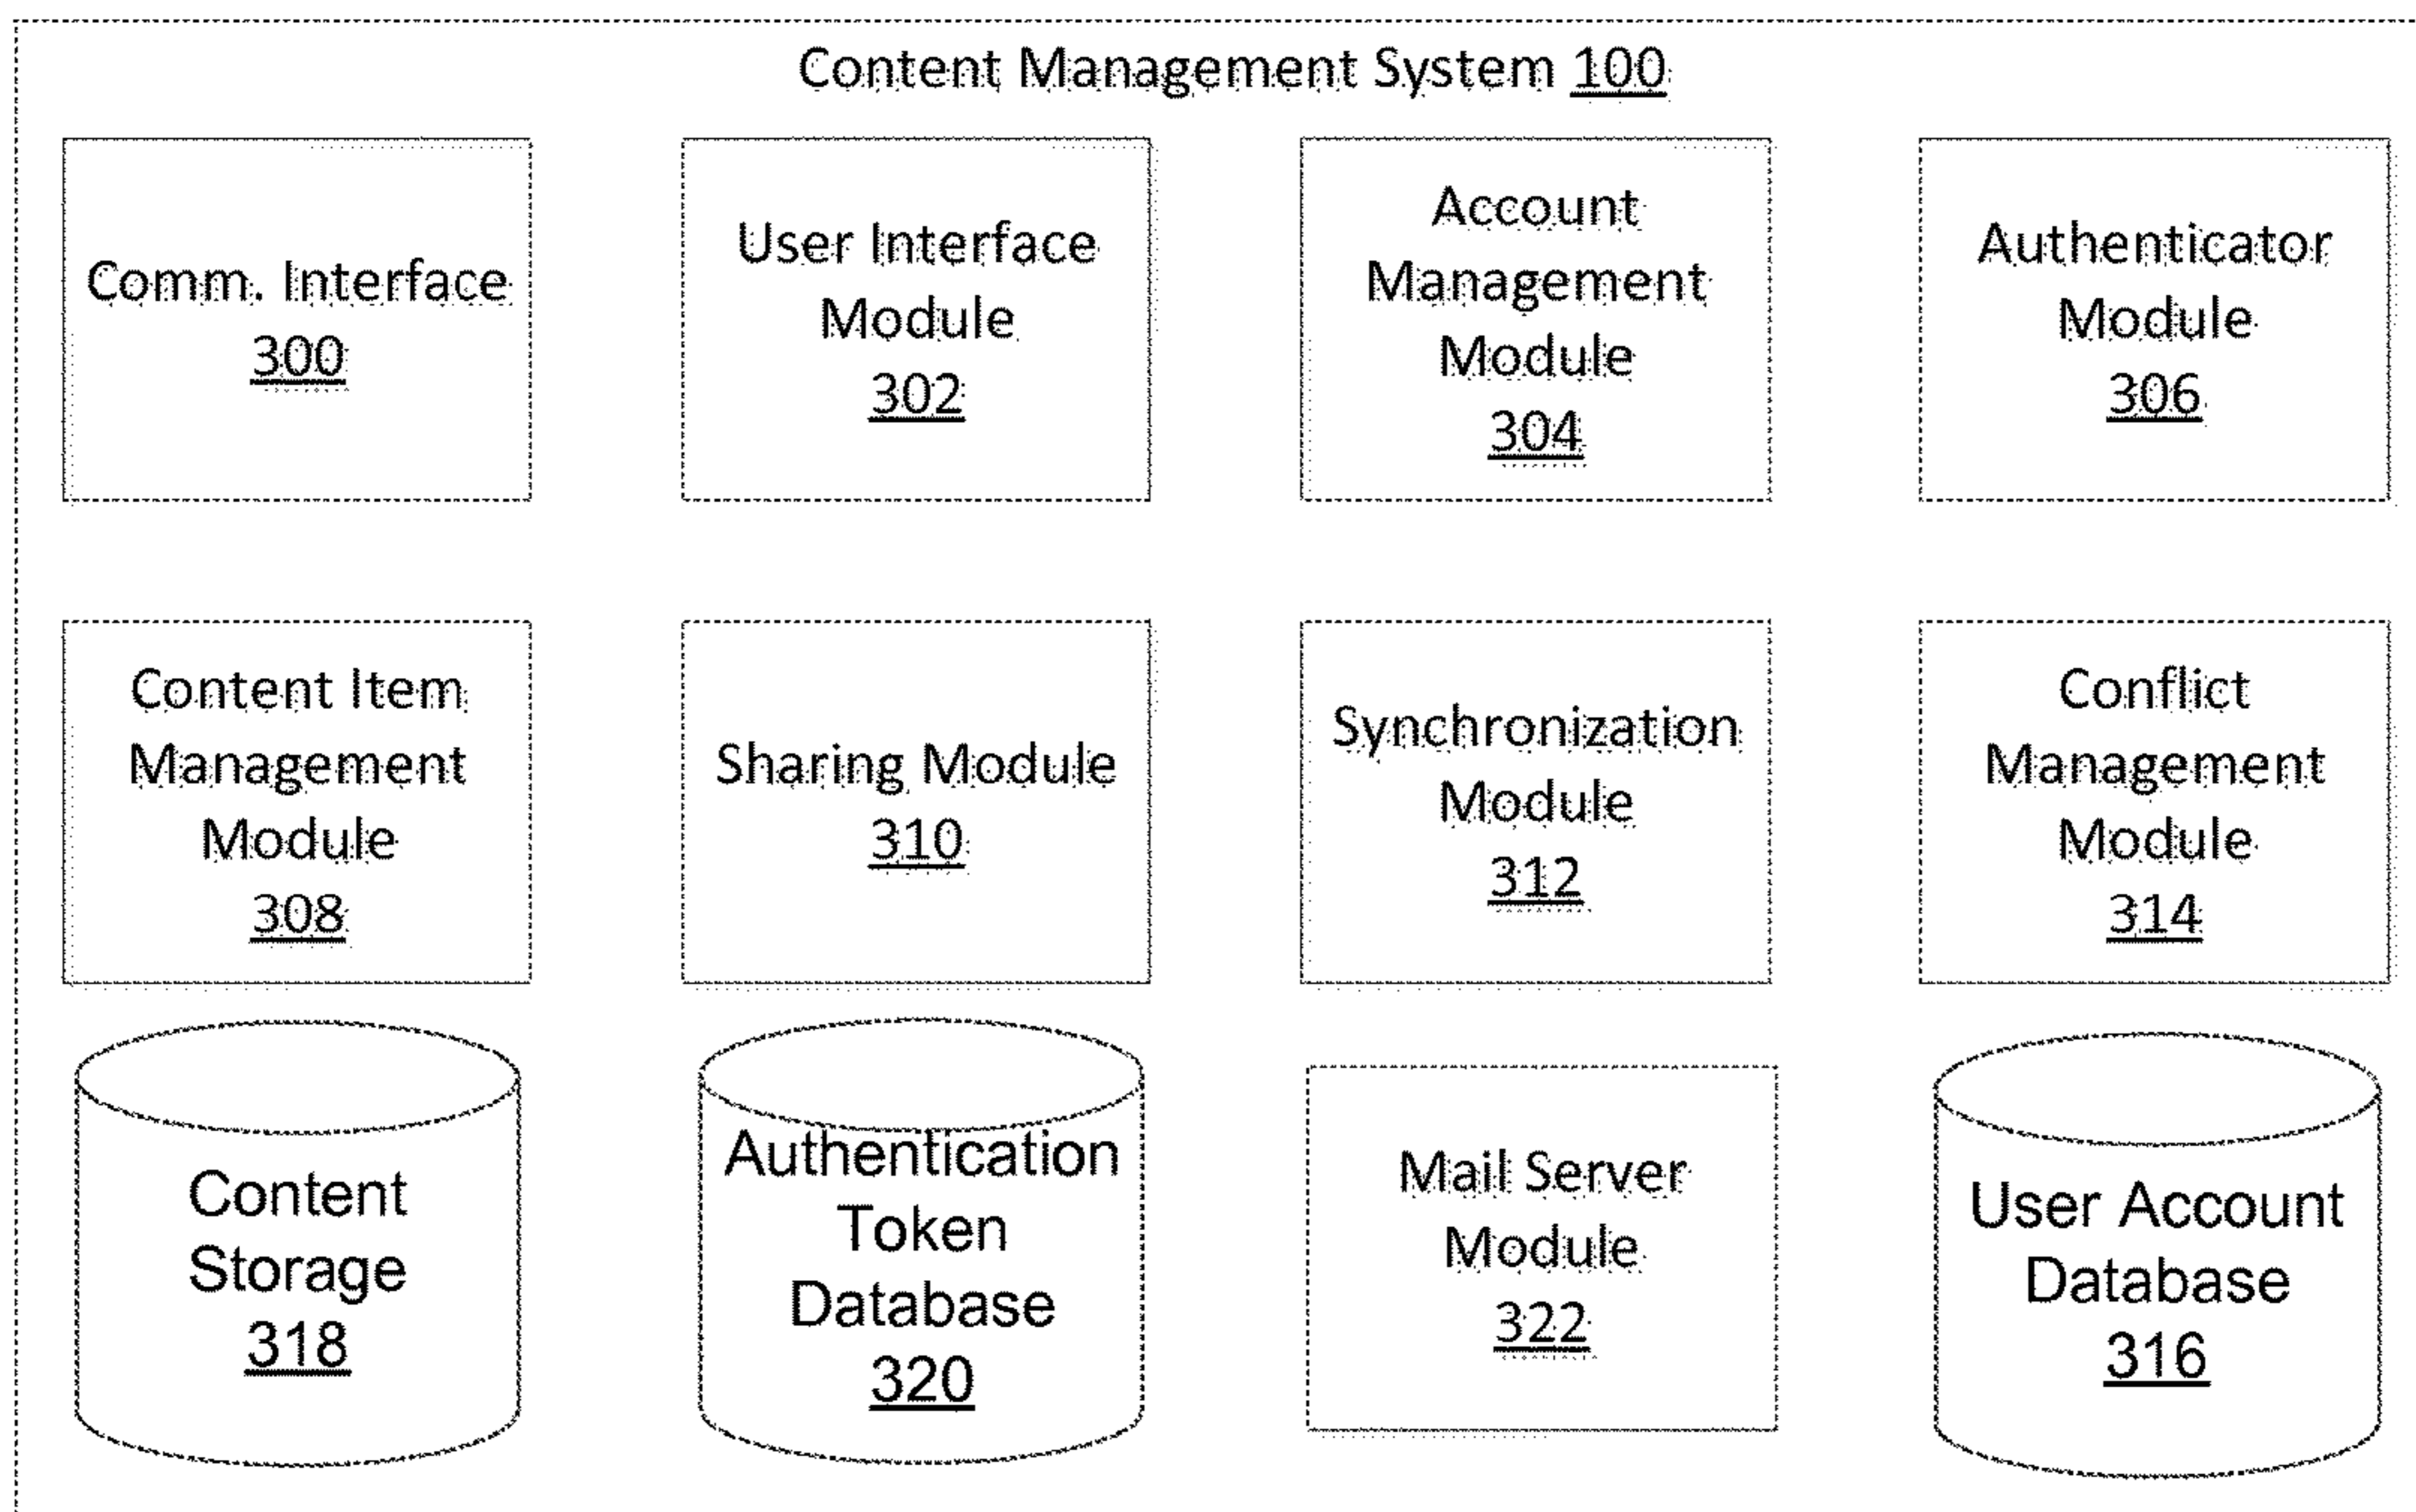 Content Management System 100
Comm. Interface
300
User Interface
Module
302
Account
Management
Module
304
Authenticator
Module
306
Content Item
Management
Module
308
Sharing Module
310
Synchronization
Module
312
Conflict
Management
Module
314
Content
Storage
318
Authentication
Token
Database
320
Mail Server
Module
322
User Account
Database
316